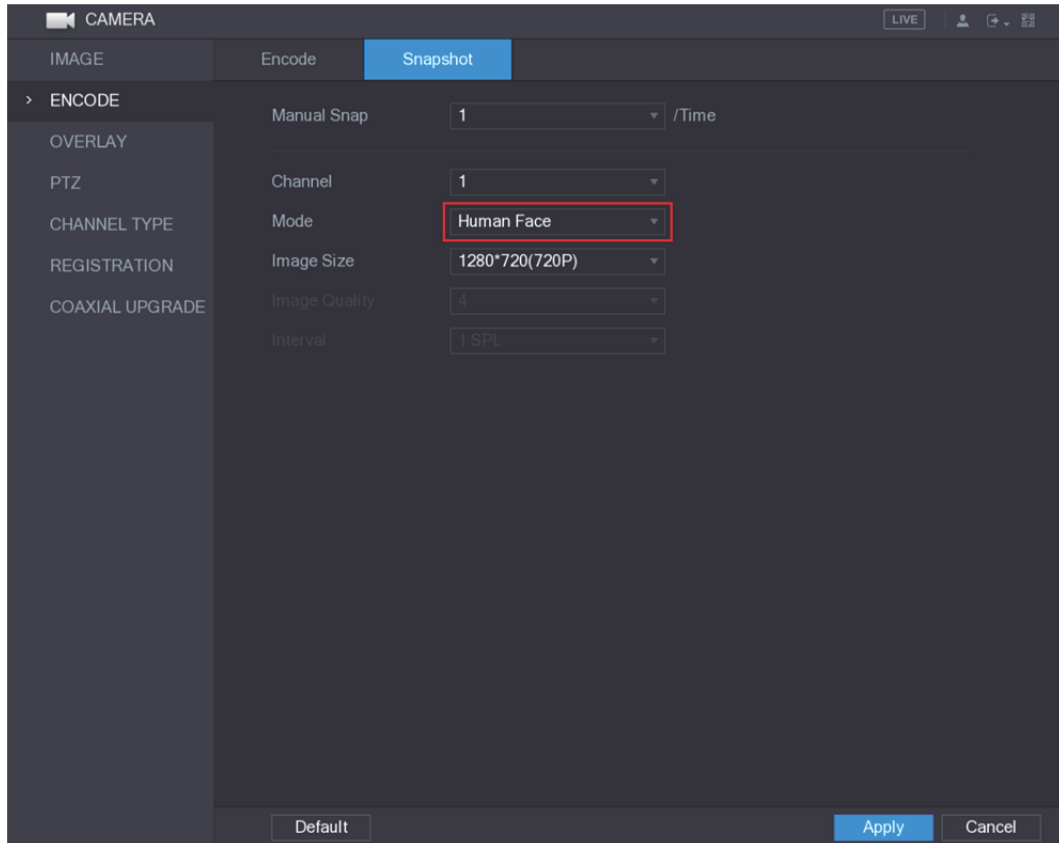 CAMERA
LIVE
IMAGE
ENCODE
OVERLAY
PTZ
CHANNEL TYPE
REGISTRATION
COAXIAL UPGRADE
Encode
Snapshot
Manual Snap 1 /Time
Channel 1
Mode Human Face
Image Size 1280*720(720P)
Image Quality 4
Interval 1 SPL
Default
Apply
Cancel